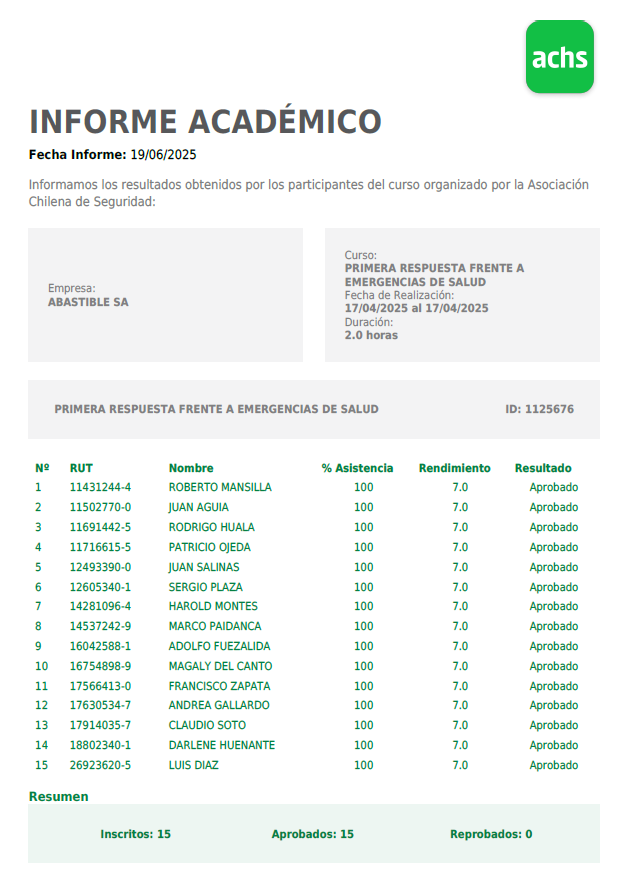 achs
INFORME ACADÉMICO
Fecha Informe: 19/06/2025
Informamos los resultados obtenidos por los participantes del curso organizado por la Asociación
Chilena de Seguridad:
Empresa:
ABASTIBLE SA
Curso:
PRIMERA RESPUESTA FRENTE A
EMERGENCIAS DE SALUD
Fecha de Realización:
17/04/2025 al 17/04/2025
Duración:
2.0 horas
PRIMERA RESPUESTA FRENTE A EMERGENCIAS DE SALUD ID: 1125676
Nº RUT Nombre % Asistencia Rendimiento Resultado
1 11431244-4 ROBERTO MANSILLA 100 7.0 Aprobado
2 11502770-0 JUAN AGUIA 100 7.0 Aprobado
3 11691442-5 RODRIGO HUALA 100 7.0 Aprobado
4 11716615-5 PATRICIO OJEDA 100 7.0 Aprobado
5 12493390-0 JUAN SALINAS 100 7.0 Aprobado
6 12605340-1 SERGIO PLAZA 100 7.0 Aprobado
7 14281096-4 HAROLD MONTES 100 7.0 Aprobado
8 14537242-9 MARCO PAIDANCA 100 7.0 Aprobado
9 16042588-1 ADOLFO FUEZALIDA 100 7.0 Aprobado
10 16754898-9 MAGALY DEL CANTO 100 7.0 Aprobado
11 17566413-0 FRANCISCO ZAPATA 100 7.0 Aprobado
12 17630534-7 ANDREA GALLARDO 100 7.0 Aprobado
13 17914035-7 CLAUDIO SOTO 100 7.0 Aprobado
14 18802340-1 DARLENE HUENANTE 100 7.0 Aprobado
15 26923620-5 LUIS DIAZ 100 7.0 Aprobado
Resumen
Inscritos: 15 Aprobados: 15 Reprobados: 0